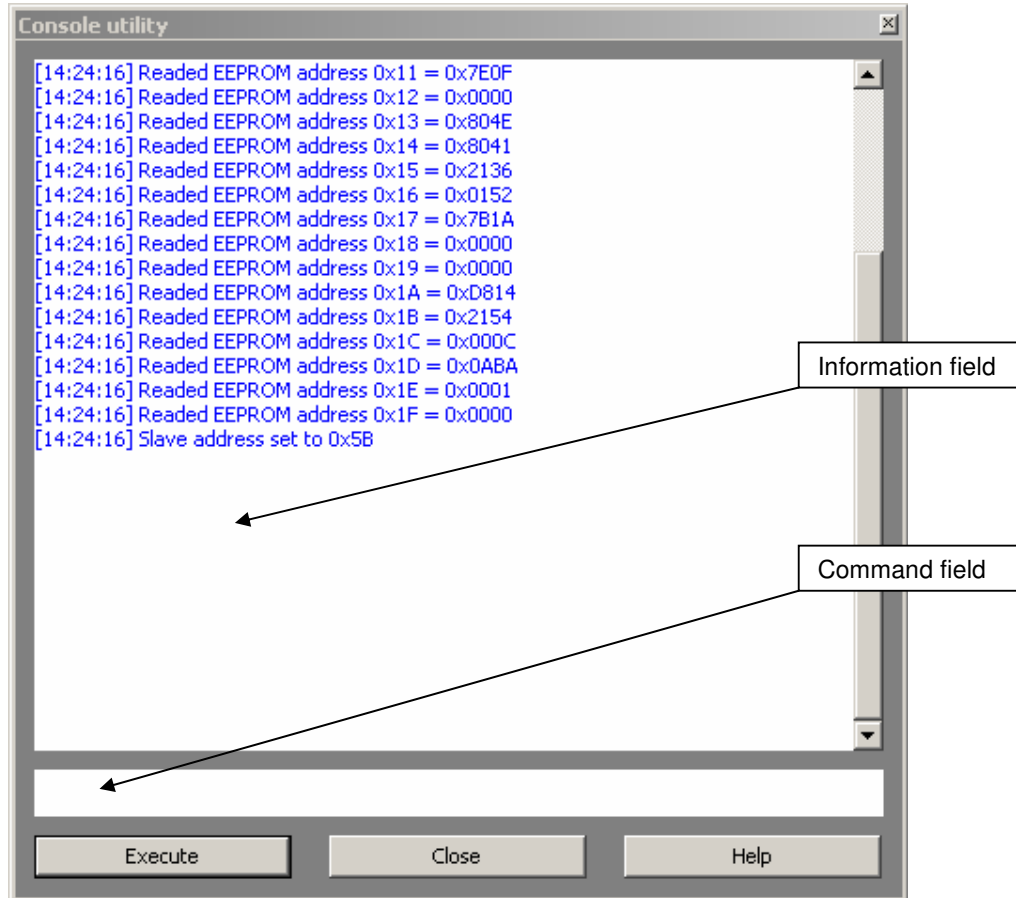 Console utility
[14:24:16] Readed EEPROM address 0x11 = 0x7E0F
[14:24:16] Readed EEPROM address 0x12 = 0x0000
[14:24:16] Readed EEPROM address 0x13 = 0x804E
[14:24:16] Readed EEPROM address 0x14 = 0x8041
[14:24:16] Readed EEPROM address 0x15 = 0x2136
[14:24:16] Readed EEPROM address 0x16 = 0x0152
[14:24:16] Readed EEPROM address 0x17 = 0x7B1A
[14:24:16] Readed EEPROM address 0x18 = 0x0000
[14:24:16] Readed EEPROM address 0x19 = 0x0000
[14:24:16] Readed EEPROM address 0x1A = 0xD814
[14:24:16] Readed EEPROM address 0x1B = 0x2154
[14:24:16] Readed EEPROM address 0x1C = 0x000C
[14:24:16] Readed EEPROM address 0x1D = 0x0ABA
[14:24:16] Readed EEPROM address 0x1E = 0x0001
[14:24:16] Readed EEPROM address 0x1F = 0x0000
[14:24:16] Slave address set to 0x5B
Information field
Command field
Execute
Close
Help